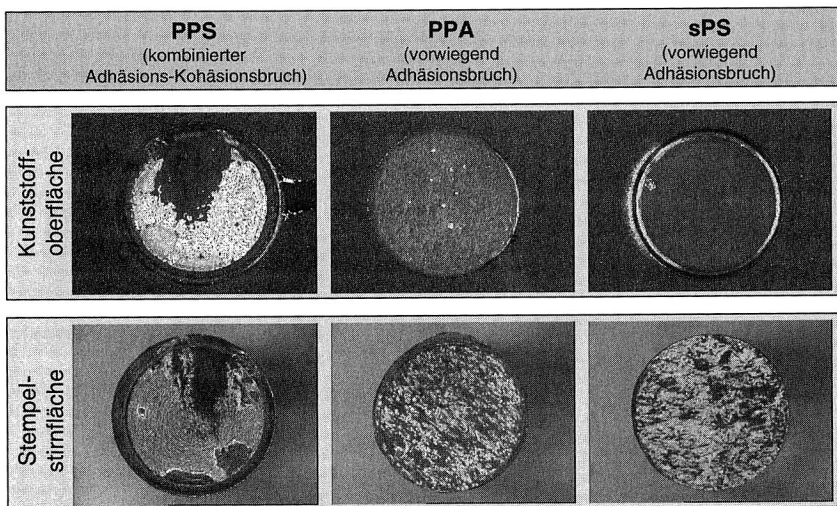 PPS
(kombinierter
Adhäsions-Kohäsionsbruch)
PPA
(vorwiegend
Adhäsionsbruch)
sPS
(vorwiegend
Adhäsionsbruch)
Kunststoff-
oberfläche
Stempel-
stirnfläche